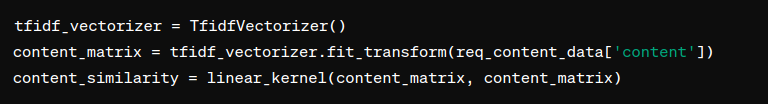 tfidf_vectorizer = TfidfVectorizer()
content_matrix = tfidf_vectorizer.fit_transform(req_content_data['content'])
content_similarity = linear_kernel(content_matrix, content_matrix)